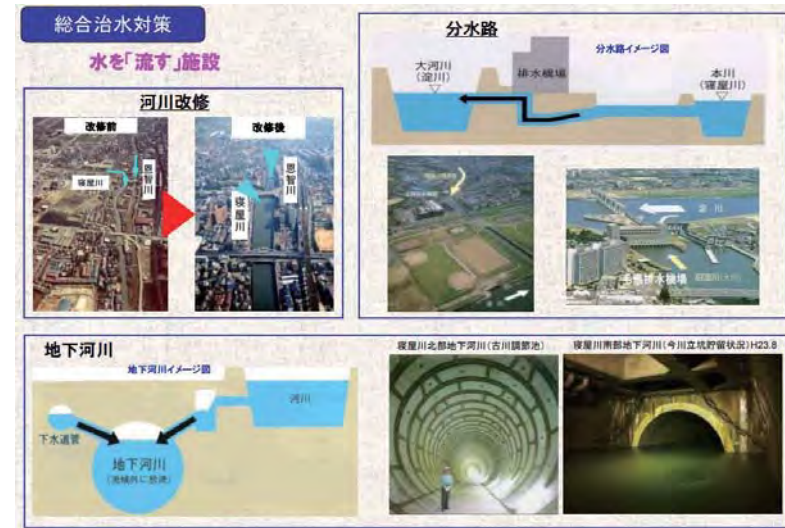 総合治水対策
水を「流す」施設
河川改修
改修前
改修後
寝屋川
恩智川
寝屋川
恩智川
分水路
分水路イメージ図
大河川
(淀川)
排水機場
本川
(寝屋川)
淀川
毛馬排水機場
地下河川
地下河川イメージ図
河川
下水道管
地下河川
(流域外に放流)
寝屋川北部地下河川(古川調節池)
寝屋川南部地下河川(今川立坑貯留状況)H23.8